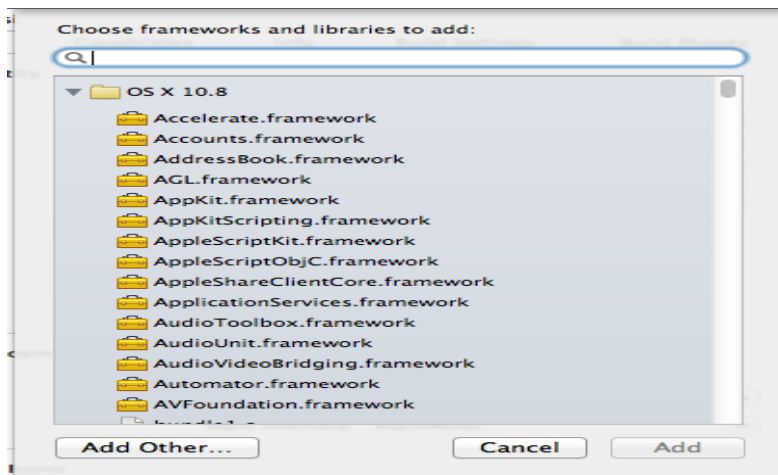 Choose frameworks and libraries to add:
OS X 10.8
Accelerate.framework
Accounts.framework
AddressBook.framework
AGL.framework
AppKit.framework
AppKitScripting.framework
AppleScriptKit.framework
AppleScriptObjC.framework
AppleShareClientCore.framework
ApplicationServices.framework
AudioToolbox.framework
AudioUnit.framework
AudioVideoBridging.framework
Automator.framework
AVFoundation.framework
Add Other... Cancel Add